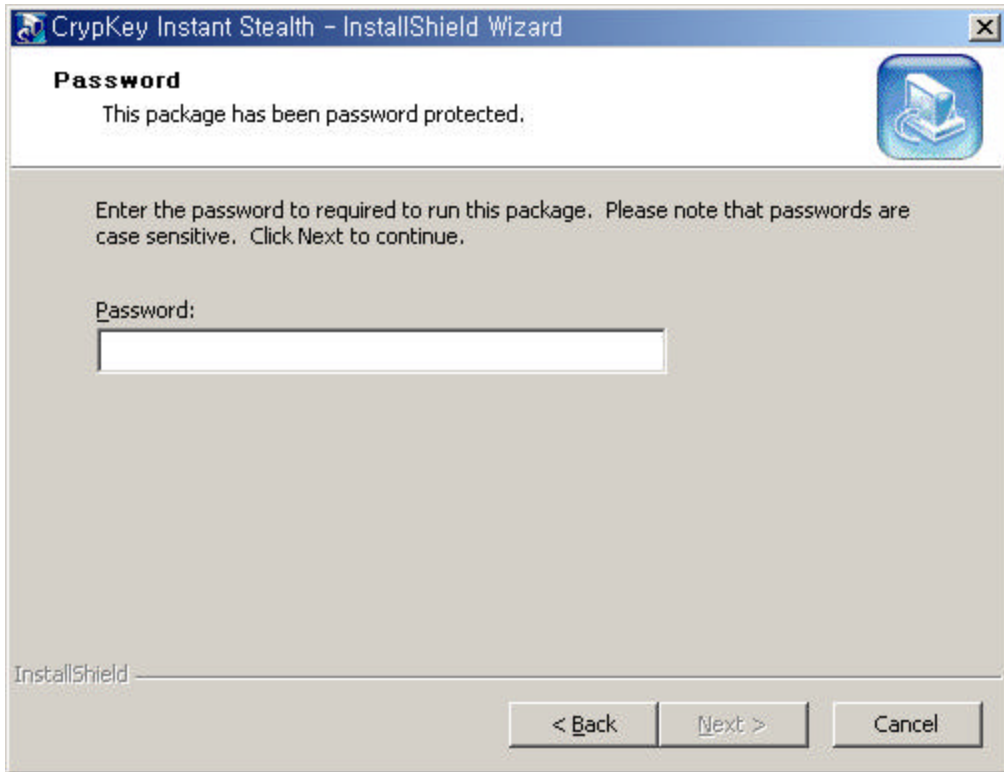 CrypKey Instant Stealth - InstallShield Wizard
Password
This package has been password protected.
Enter the password to required to run this package. Please note that passwords are
case sensitive. Click Next to continue.
Password:
InstallShield
< Back
Next >
Cancel